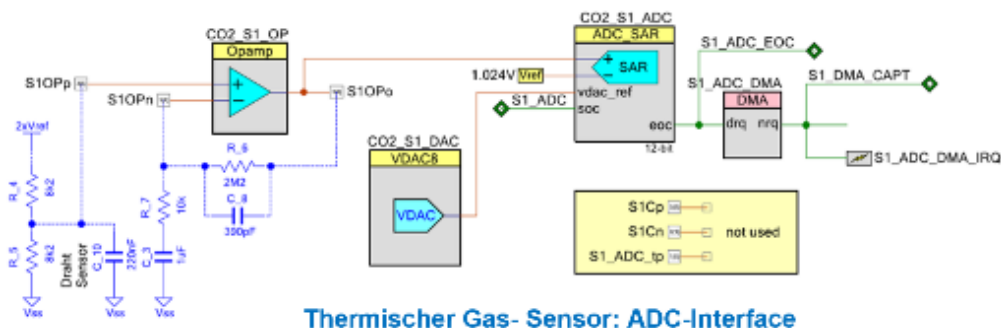 CO2_S1_OP
Opamp
S1OPp
S1OPn
S1OPo
2xVref
R_4
8k2
R_5
8k2
Draht
Sensor
C_10
220nF
R_7
10k
C_3
1uF
R_6
2M2
C_8
390pF
Vss
Vss
Vss
CO2_S1_DAC
VDAC8
VDAC
CO2_S1_ADC
ADC_SAR
SAR
1.024V Vref
vdac_ref
S1_ADC
soc
eoc
12-bit
S1_ADC_EOC
S1_ADC_DMA
DMA
drq nrq
S1_DMA_CAPT
S1_ADC_DMA_IRQ
S1Cp
S1Cn not used
S1_ADC_tp
Thermischer Gas- Sensor: ADC-Interface